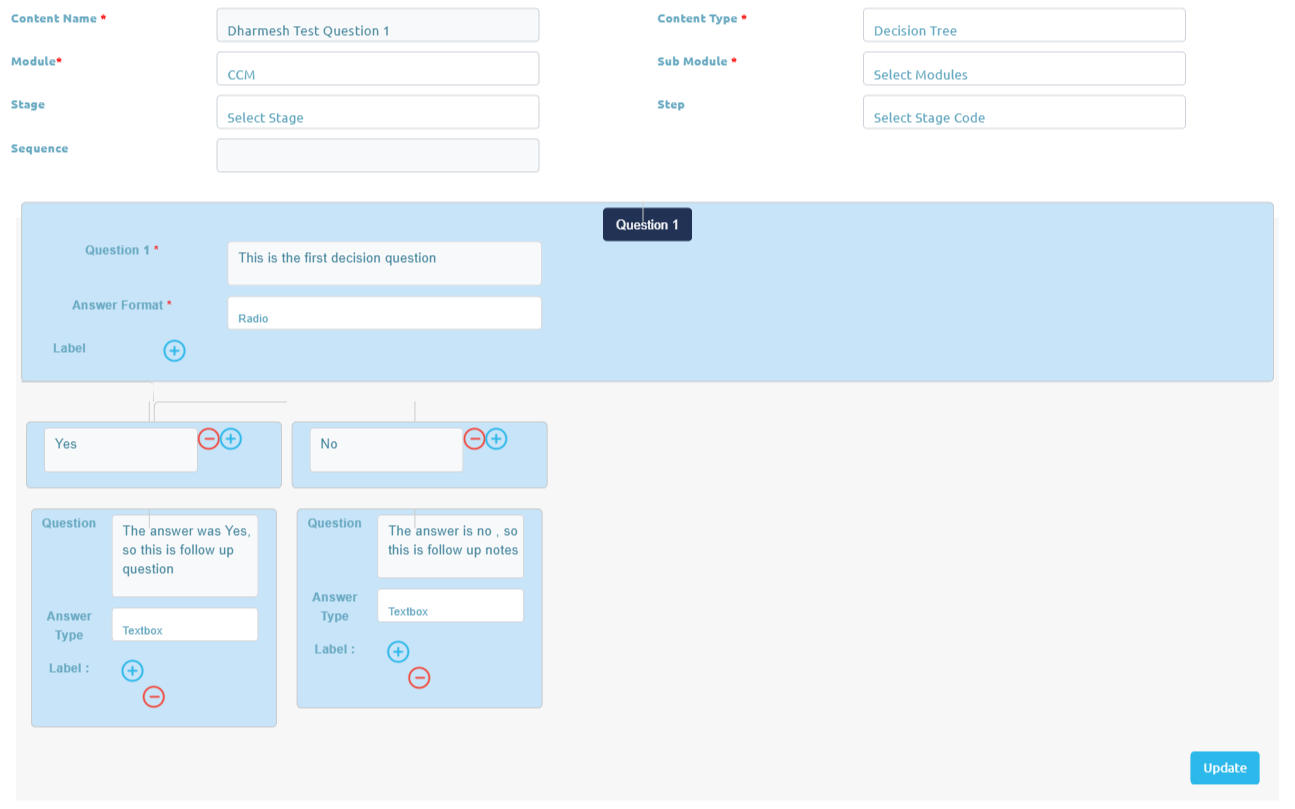 Content Name *
Dharmesh Test Question 1
Content Type *
Decision Tree
Module*
CCM
Sub Module *
Select Modules
Stage
Select Stage
Step
Select Stage Code
Sequence
Question 1
Question 1 *
This is the first decision question
Answer Format *
Radio
Label
Yes
No
Question
The answer was Yes,
so this is follow up
question
Answer
Type
Textbox
Label :
Question
The answer is no , so
this is follow up notes
Answer
Type
Textbox
Label :
Update